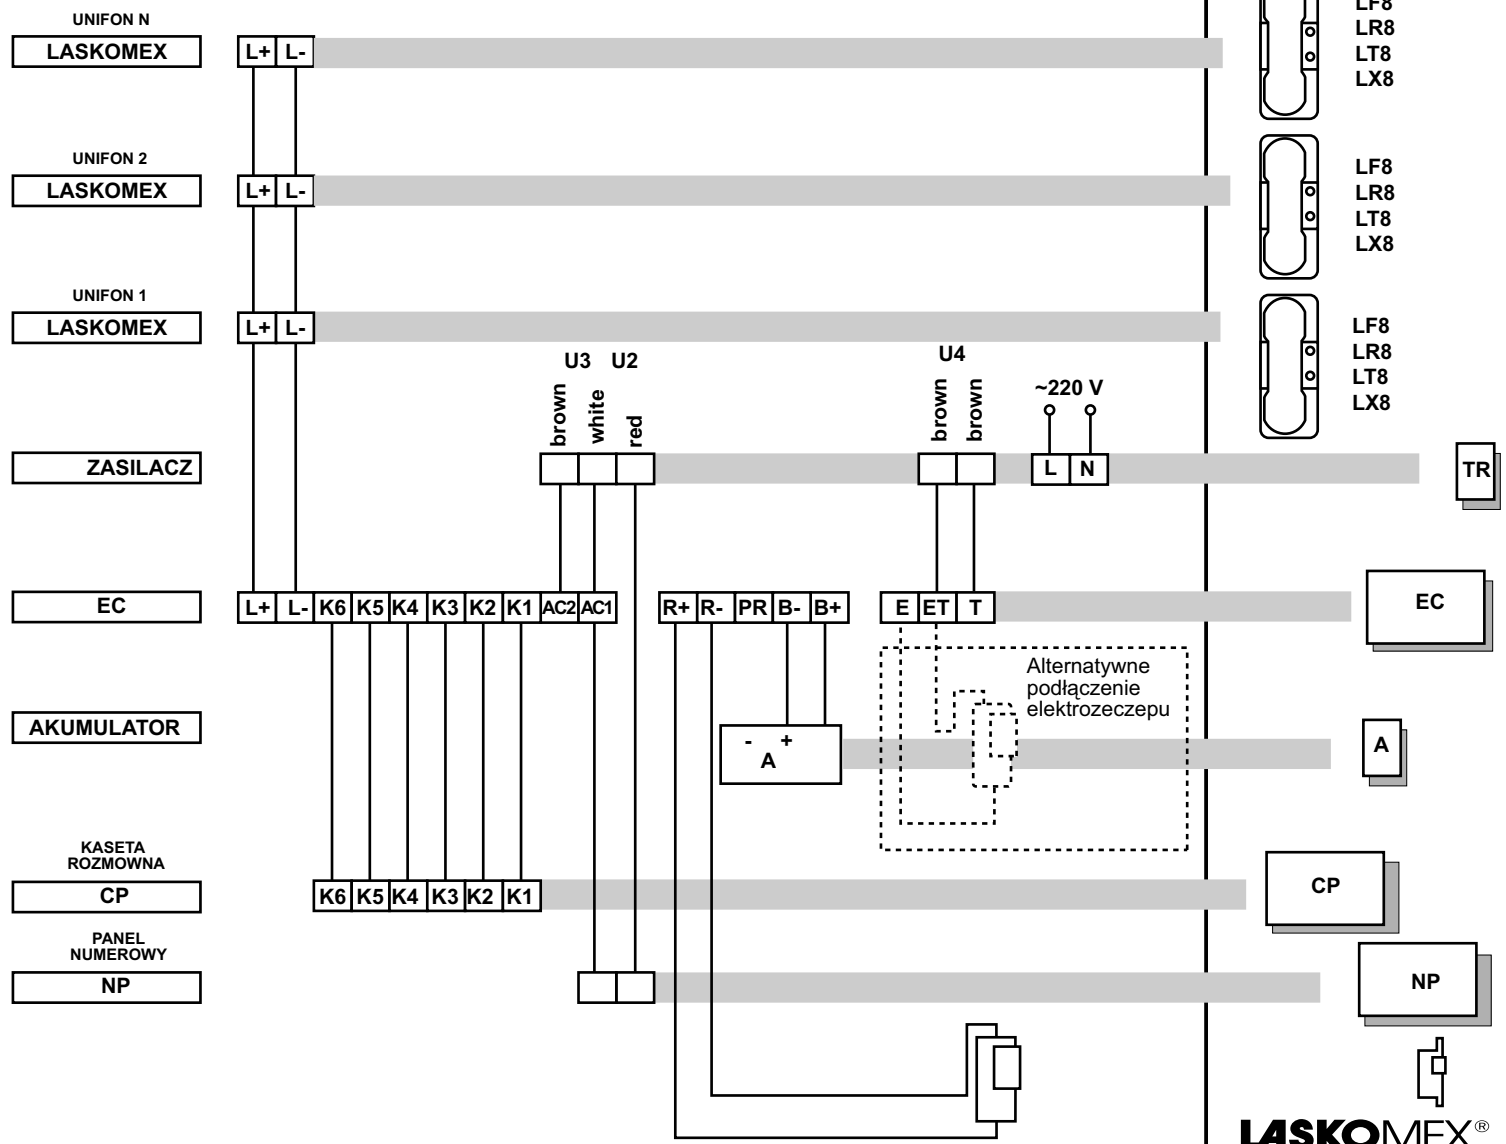 UNIFON N
LASKOMEX
L+ L-
LF8
LR8
LT8
LX8
UNIFON 2
LASKOMEX
L+ L-
LF8
LR8
LT8
LX8
UNIFON 1
LASKOMEX
L+ L-
LF8
LR8
LT8
LX8
U3 U2
U4
brown
white
red
brown
brown
~220 V
ZASILACZ
L N
TR
EC
L+ L- K6 K5 K4 K3 K2 K1 AC2 AC1
R+ R- PR B- B+
E ET T
EC
Alternatywne
podłączenie
elektrozeczepu
AKUMULATOR
- +
A
A
KASETA
ROZMOWNA
CP
K6 K5 K4 K3 K2 K1
CP
PANEL
NUMEROWY
NP
NP
LASKOMEX®